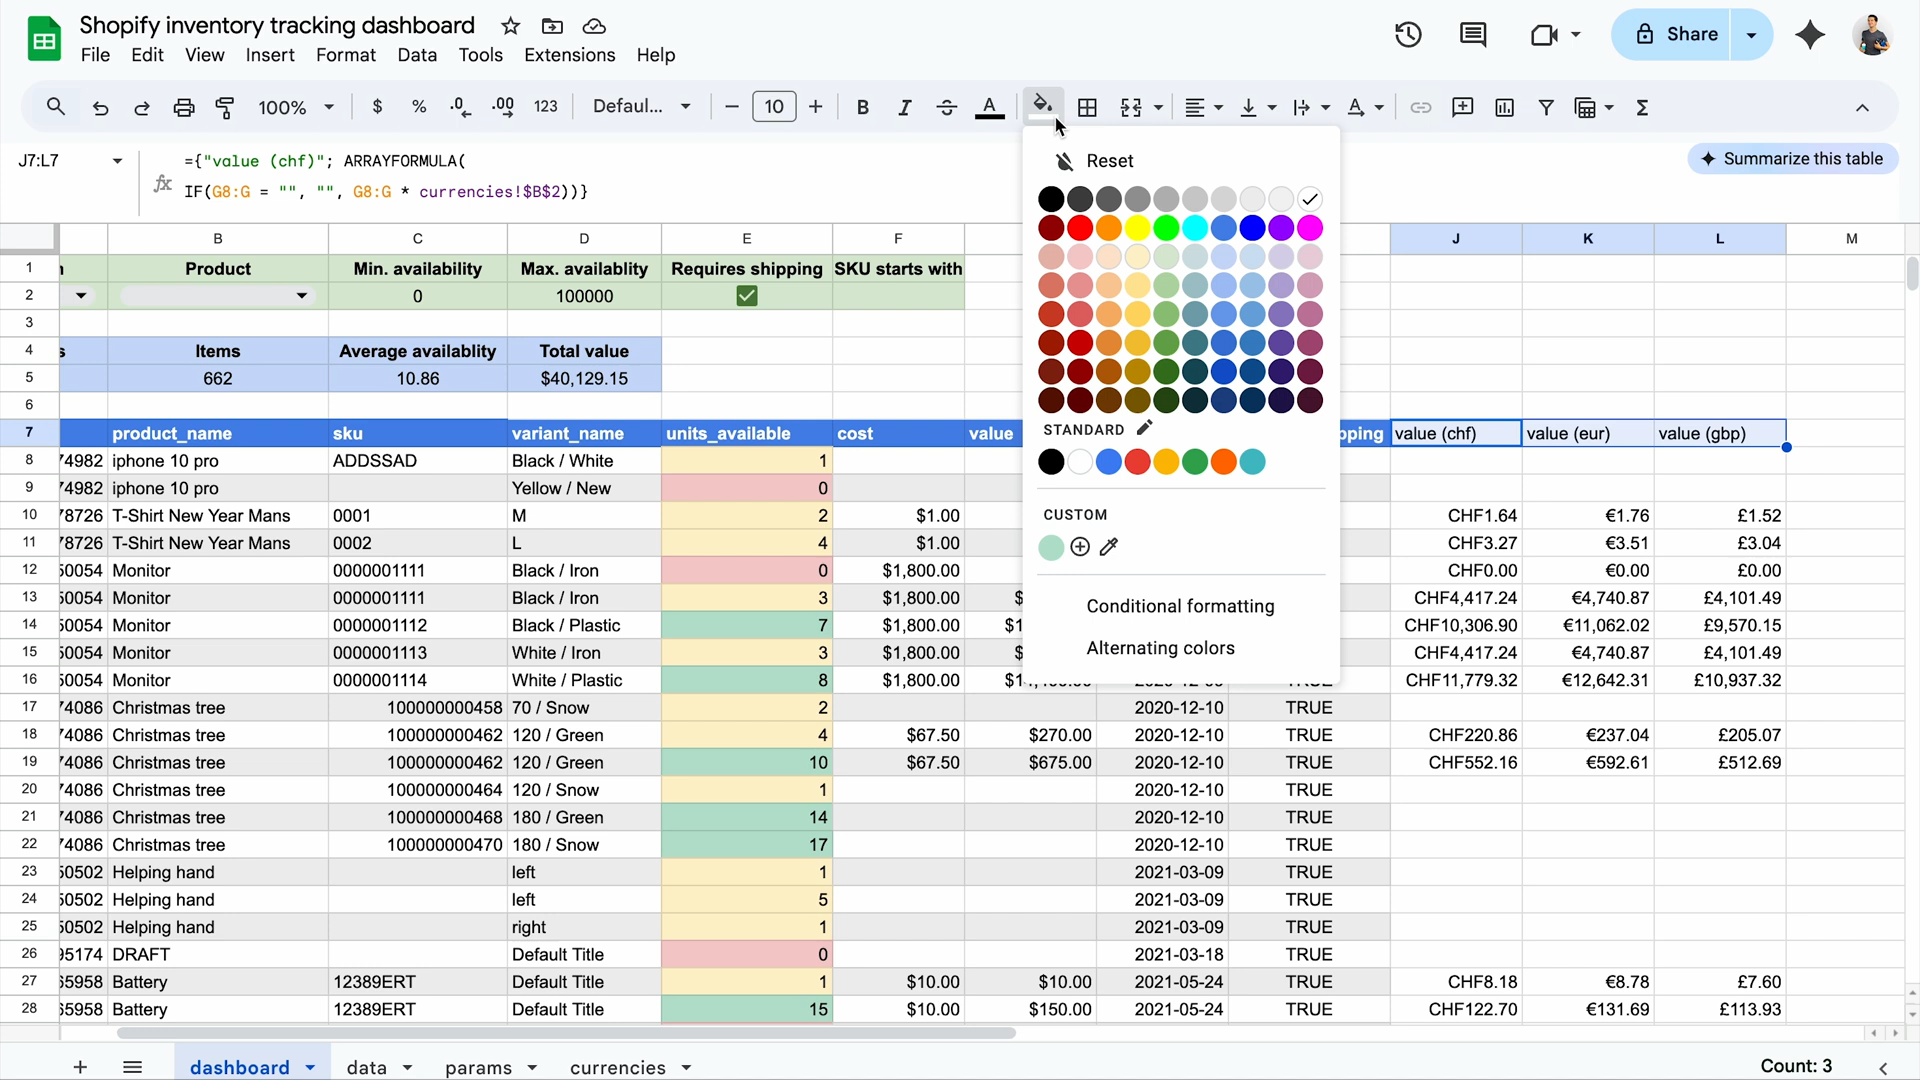 Shopify inventory tracking dashboard
File Edit View Insert Format Data Tools Extensions Help
Share
100% $ % .0 .00 123 Defaul... 10 B I S A
J7:L7
={"value (chf)"; ARRAYFORMULA(
IF(G8:G = "", "", G8:G * currencies!$B$2))}
Summarize this table
Reset
STANDARD
CUSTOM
Conditional formatting
Alternating colors
B C D E F J K L M
1 Product Min. availability Max. availablity Requires shipping SKU starts with
2 0 100000
3
4 s Items Average availablity Total value
5 662 10.86 $40,129.15
6
7 product_name sku variant_name units_available cost value pping value (chf) value (eur) value (gbp)
8 74982 iphone 10 pro ADDSSAD Black / White 1
9 74982 iphone 10 pro Yellow / New 0
10 78726 T-Shirt New Year Mans 0001 M 2 $1.00 CHF1.64 €1.76 £1.52
11 78726 T-Shirt New Year Mans 0002 L 4 $1.00 CHF3.27 €3.51 £3.04
12 50054 Monitor 0000001111 Black / Iron 0 $1,800.00 CHF0.00 €0.00 £0.00
13 50054 Monitor 0000001111 Black / Iron 3 $1,800.00 $ CHF4,417.24 €4,740.87 £4,101.49
14 50054 Monitor 0000001112 Black / Plastic 7 $1,800.00 $1 CHF10,306.90 €11,062.02 £9,570.15
15 50054 Monitor 0000001113 White / Iron 3 $1,800.00 $ CHF4,417.24 €4,740.87 £4,101.49
16 50054 Monitor 0000001114 White / Plastic 8 $1,800.00 CHF11,779.32 €12,642.31 £10,937.32
17 74086 Christmas tree 100000000458 70 / Snow 2 2020-12-10 TRUE
18 74086 Christmas tree 100000000462 120 / Green 4 $67.50 $270.00 2020-12-10 TRUE CHF220.86 €237.04 £205.07
19 74086 Christmas tree 100000000462 120 / Green 10 $67.50 $675.00 2020-12-10 TRUE CHF552.16 €592.61 £512.69
20 74086 Christmas tree 100000000464 120 / Snow 1 2020-12-10 TRUE
21 74086 Christmas tree 100000000468 180 / Green 14 2020-12-10 TRUE
22 74086 Christmas tree 100000000470 180 / Snow 17 2020-12-10 TRUE
23 50502 Helping hand left 1 2021-03-09 TRUE
24 50502 Helping hand left 5 2021-03-09 TRUE
25 50502 Helping hand right 1 2021-03-09 TRUE
26 95174 DRAFT Default Title 0 2021-03-18 TRUE
27 65958 Battery 12389ERT Default Title 1 $10.00 $10.00 2021-05-24 TRUE CHF8.18 €8.78 £7.60
28 65958 Battery 12389ERT Default Title 15 $10.00 $150.00 2021-05-24 TRUE CHF122.70 €131.69 £113.93
dashboard data params currencies
Count: 3